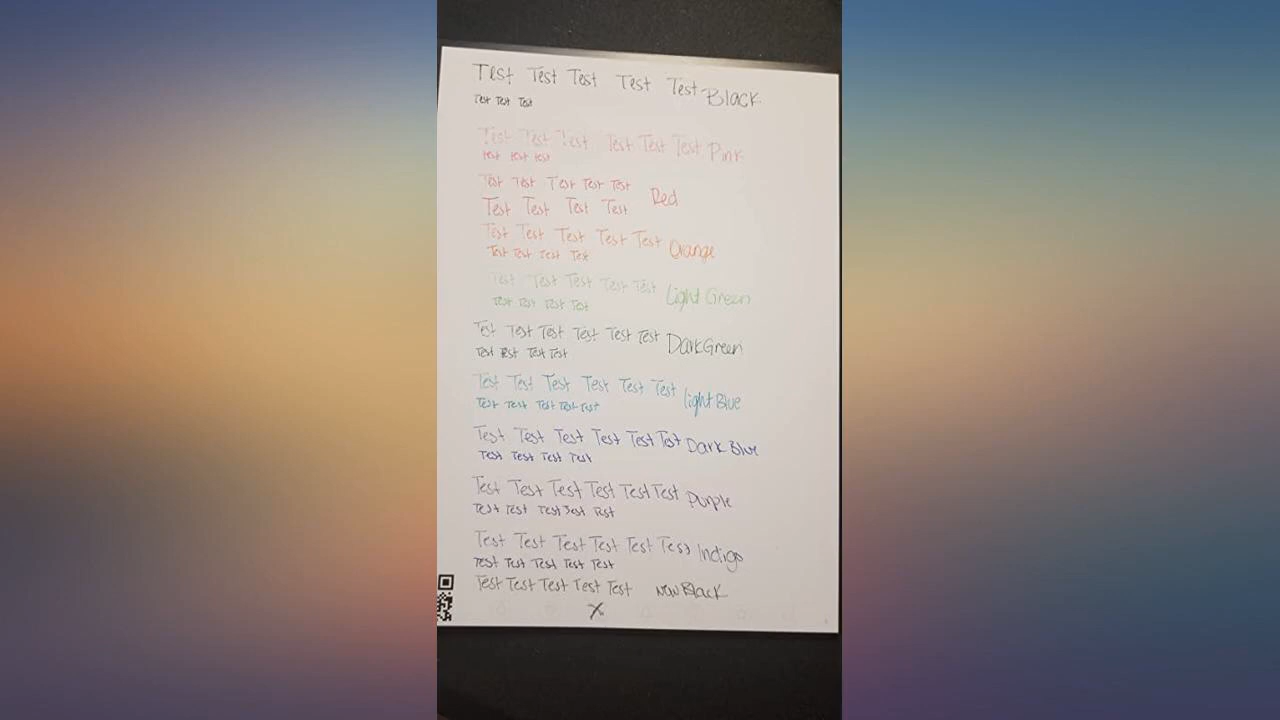 Test Test Test Test Test Black
Test Test Test
Test Test Test Test Test Test Pink
Test Test Test
Test Test Test Test Test Red
Test Test Test Test
Test Test Test Test Test Orange
Test Test Test Test
Test Test Test Test Test Light Green
Test Test Test Test
Test Test Test Test Test Test Dark Green
Test Test Test Test
Test Test Test Test Test Test light Blue
Test Test Test Test Test
Test Test Test Test Test Test Dark Blue
Test Test Test Test
Test Test Test Test Test Test Purple
Test Test Test Test Test
Test Test Test Test Test Test Indigo
Test Test Test Test Test
Test Test Test Test Test New Black
X